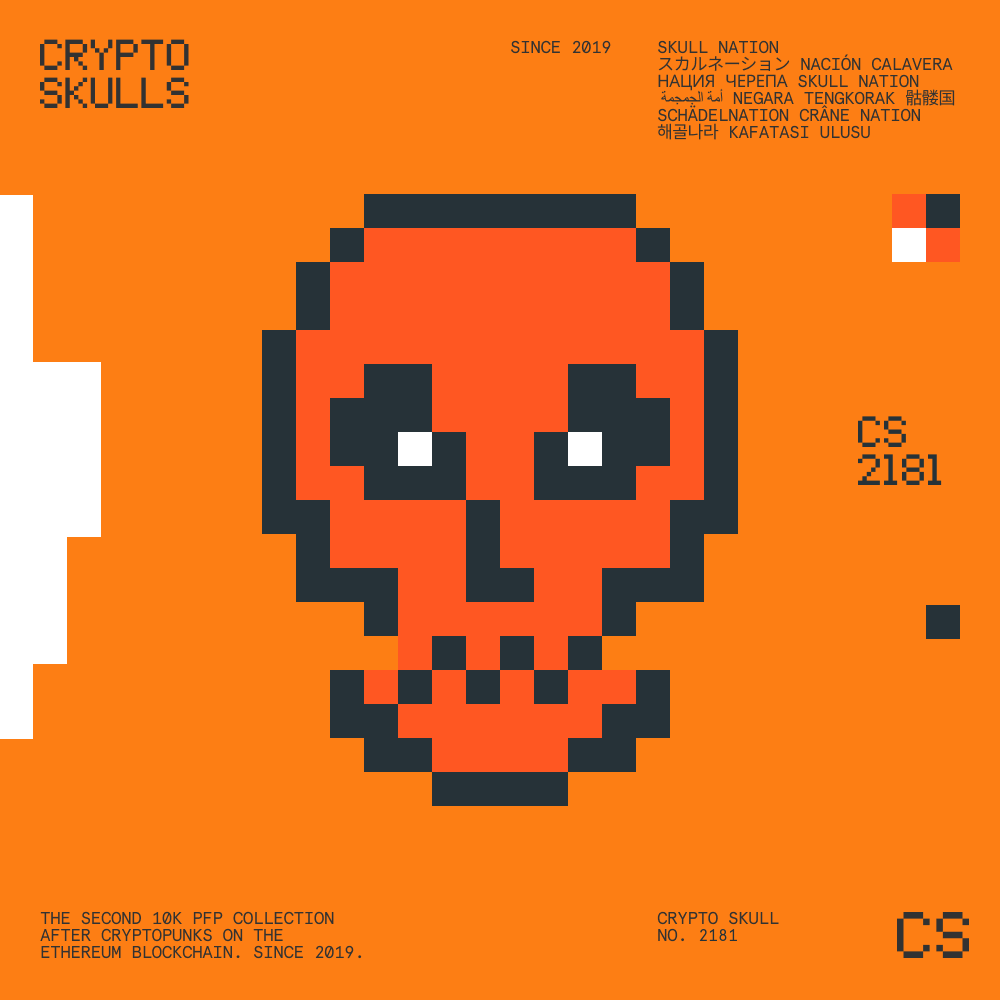 CRYPTO
SKULLS
SINCE 2019
SKULL NATION
スカルネーション NACIÓN CALAVERA
НАЦИЯ ЧЕРЕПА SKULL NATION
أمة الجمجمة NEGARA TENGKORAK 骷髅国
SCHÄDELNATION CRÂNE NATION
해골나라 KAFATASI ULUSU
CS
2181
THE SECOND 10K PFP COLLECTION
AFTER CRYPTOPUNKS ON THE
ETHEREUM BLOCKCHAIN. SINCE 2019.
CRYPTO SKULL
NO. 2181
CS